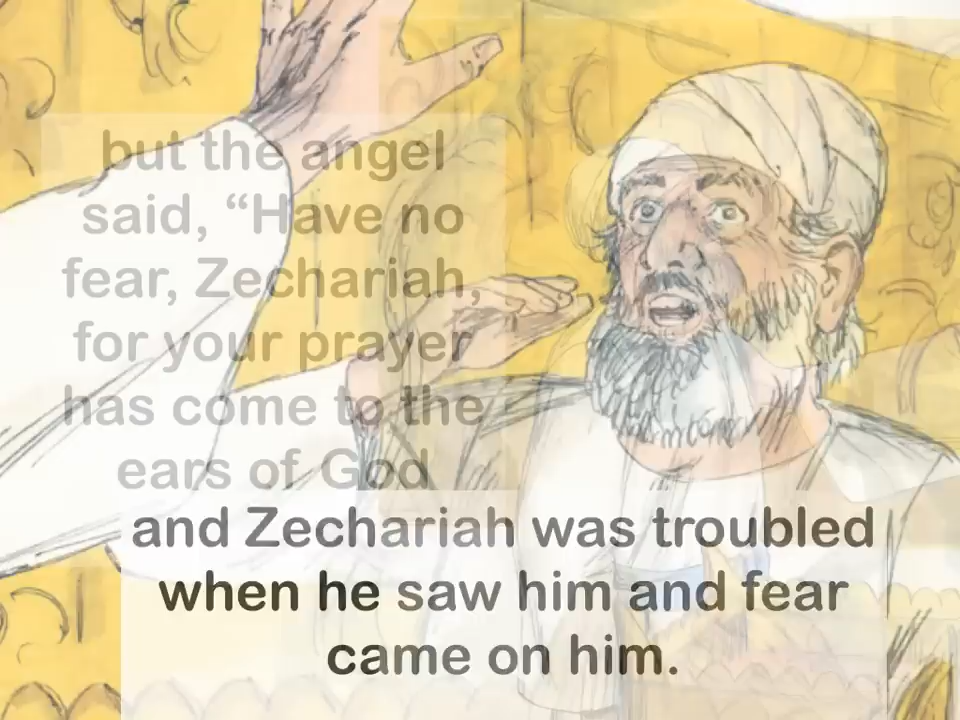 but the angel
said, “Have no
fear, Zechariah,
for your prayer
has come to the
ears of God
and Zechariah was troubled
when he saw him and fear
came on him.